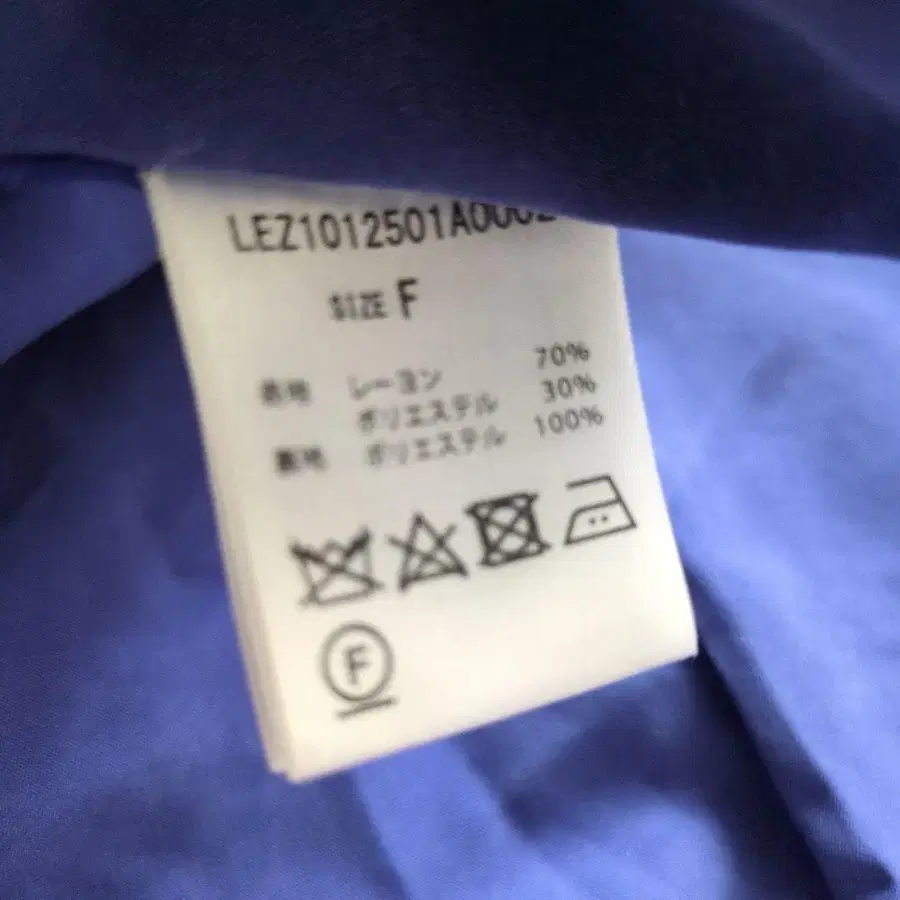 LEZ1012501A0002
SIZE F
表地 レーヨン 70%
ポリエステル 30%
裏地 ポリエステル 100%
F